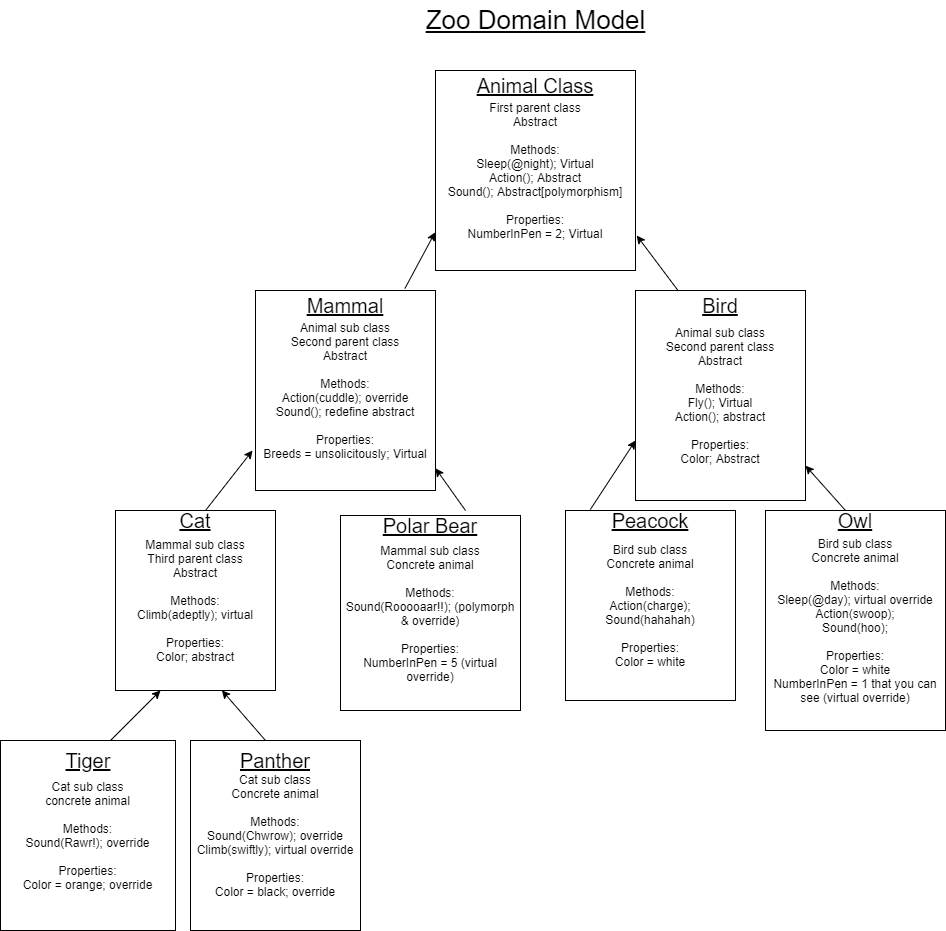 Zoo Domain Model
Animal Class
First parent class
Abstract
Methods:
Sleep(@night); Virtual
Action(); Abstract
Sound(); Abstract[polymorphism]
Properties:
NumberInPen = 2; Virtual
Mammal
Animal sub class
Second parent class
Abstract
Methods:
Action(cuddle); override
Sound(); redefine abstract
Properties:
Breeds = unsolicitously; Virtual
Bird
Animal sub class
Second parent class
Abstract
Methods:
Fly(); Virtual
Action(); abstract
Properties:
Color; Abstract
Cat
Mammal sub class
Third parent class
Abstract
Methods:
Climb(adeptly); virtual
Properties:
Color; abstract
Polar Bear
Mammal sub class
Concrete animal
Methods:
Sound(Rooooaar!!); (polymorph
& override)
Properties:
NumberInPen = 5 (virtual
override)
Peacock
Bird sub class
Concrete animal
Methods:
Action(charge);
Sound(hahahah)
Properties:
Color = white
Owl
Bird sub class
Concrete animal
Methods:
Sleep(@day); virtual override
Action(swoop);
Sound(hoo);
Properties:
Color = white
NumberInPen = 1 that you can
see (virtual override)
Tiger
Cat sub class
concrete animal
Methods:
Sound(Rawr!); override
Properties:
Color = orange; override
Panther
Cat sub class
Concrete animal
Methods:
Sound(Chwrow); override
Climb(swiftly); virtual override
Properties:
Color = black; override